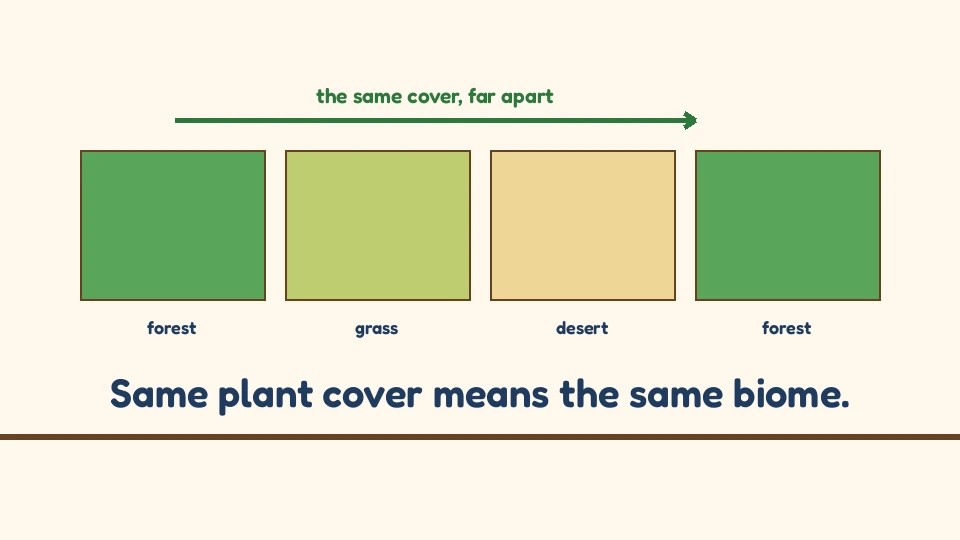 the same cover, far apart
forest
grass
desert
forest
Same plant cover means the same biome.